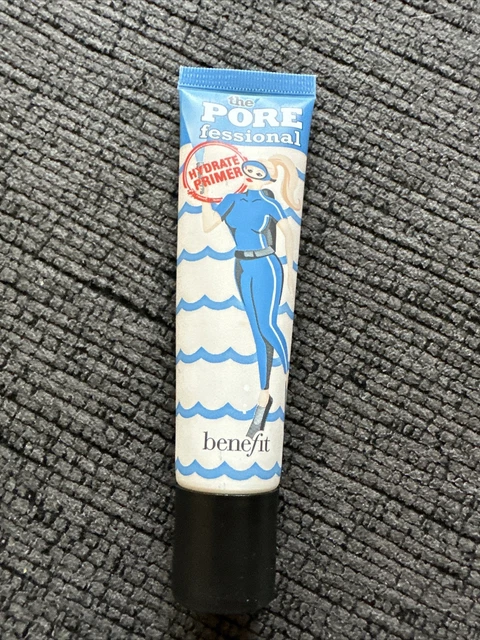 the
PORE
fessional
HYDRATE
PRIMER
benefit